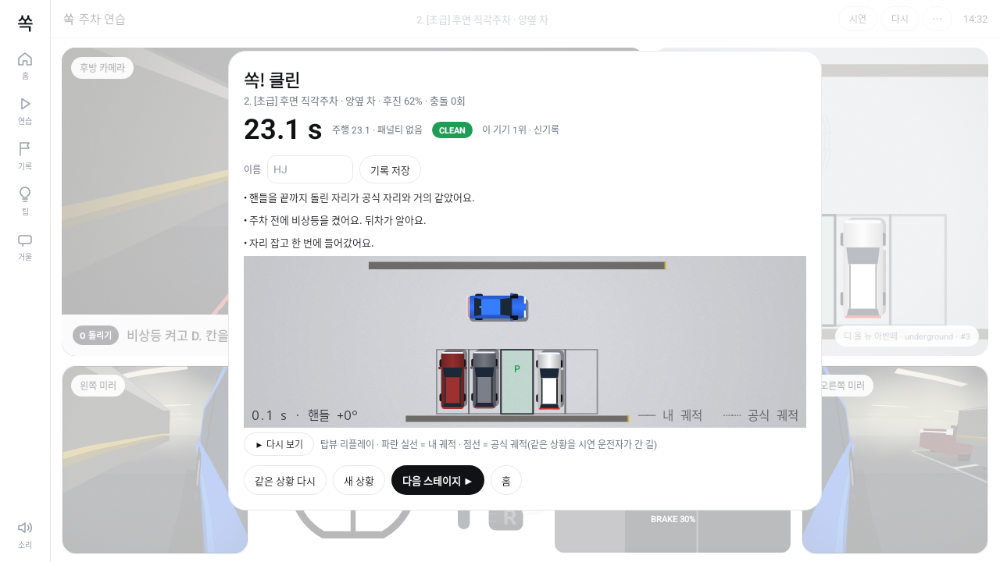 쏙
쏙 주차 연습
2. [초급] 후면 직각주차 · 양옆 차
시연
다시
···
14:32
홈
연습
기록
팁
거울
소리
후방 카메라
쏙! 클린
2. [초급] 후면 직각주차 · 양옆 차 · 후진 62% · 충돌 0회
23.1 s
주행 23.1 · 패널티 없음
CLEAN
이 기기 1위 · 신기록
이름
HJ
기록 저장
• 핸들을 끝까지 돌린 자리가 공식 자리와 거의 같았어요.
• 주차 전에 비상등을 켰어요. 뒤차가 알아요.
• 자리 잡고 한 번에 들어갔어요.
P
0.1 s · 핸들 +0°
내 궤적
공식 궤적
► 다시 보기
탑뷰 리플레이 · 파란 실선 = 내 궤적 · 점선 = 공식 궤적(같은 상황을 시연 운전자가 간 길)
같은 상황 다시
새 상황
다음 스테이지 ►
홈
0 둘리기
비상등 켜고 D. 칸을
underground · #3
왼쪽 미러
오른쪽 미러
R
BRAKE 30%